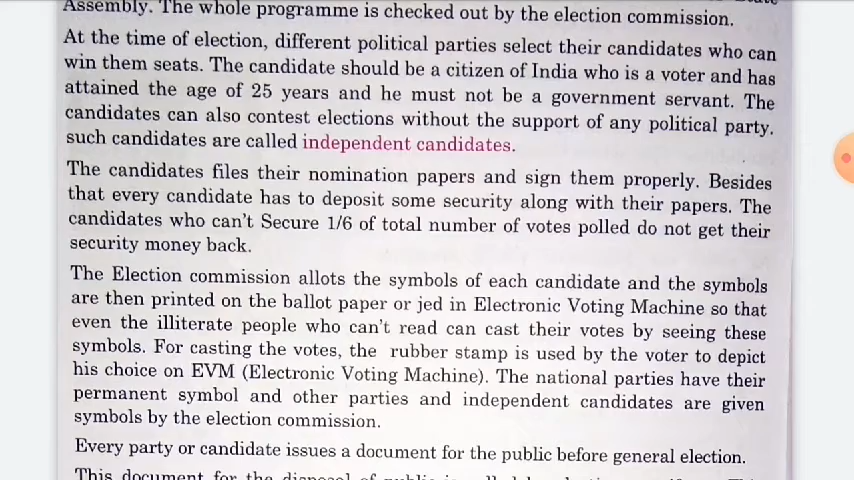 Assembly. The whole programme is checked out by the election commission.
At the time of election, different political parties select their candidates who can
win them seats. The candidate should be a citizen of India who is a voter and has
attained the age of 25 years and he must not be a government servant. The
candidates can also contest elections without the support of any political party.
such candidates are called independent candidates.
The candidates files their nomination papers and sign them properly. Besides
that every candidate has to deposit some security along with their papers. The
candidates who can't Secure 1/6 of total number of votes polled do not get their
security money back.
The Election commission allots the symbols of each candidate and the symbols
are then printed on the ballot paper or jed in Electronic Voting Machine so that
even the illiterate people who can't read can cast their votes by seeing these
symbols. For casting the votes, the rubber stamp is used by the voter to depict
his choice on EVM (Electronic Voting Machine). The national parties have their
permanent symbol and other parties and independent candidates are given
symbols by the election commission.
Every party or candidate issues a document for the public before general election.
This document for the disposal of public is called